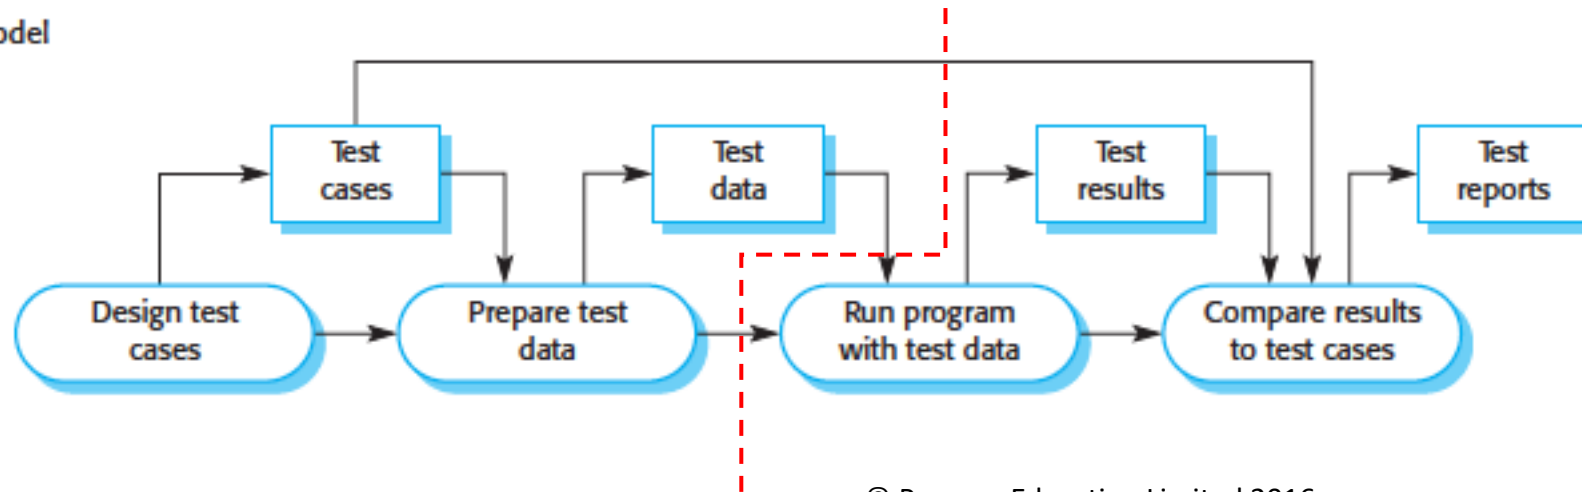 odel
Test
cases
Test
data
Test
results
Test
reports
Design test
cases
Prepare test
data
Run program
with test data
Compare results
to test cases